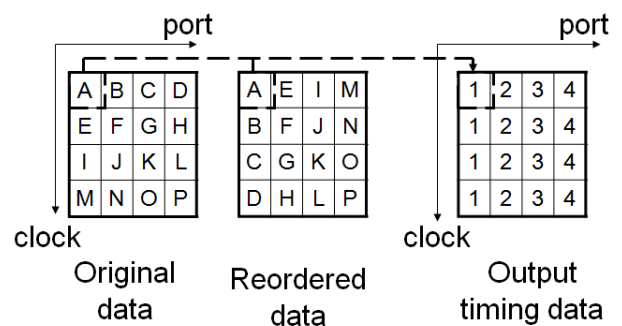 port
port
A B C D
A E I M
1 2 3 4
E F G H
B F J N
1 2 3 4
I J K L
C G K O
1 2 3 4
M N O P
D H L P
1 2 3 4
clock
clock
Original
data
Reordered
data
Output
timing data